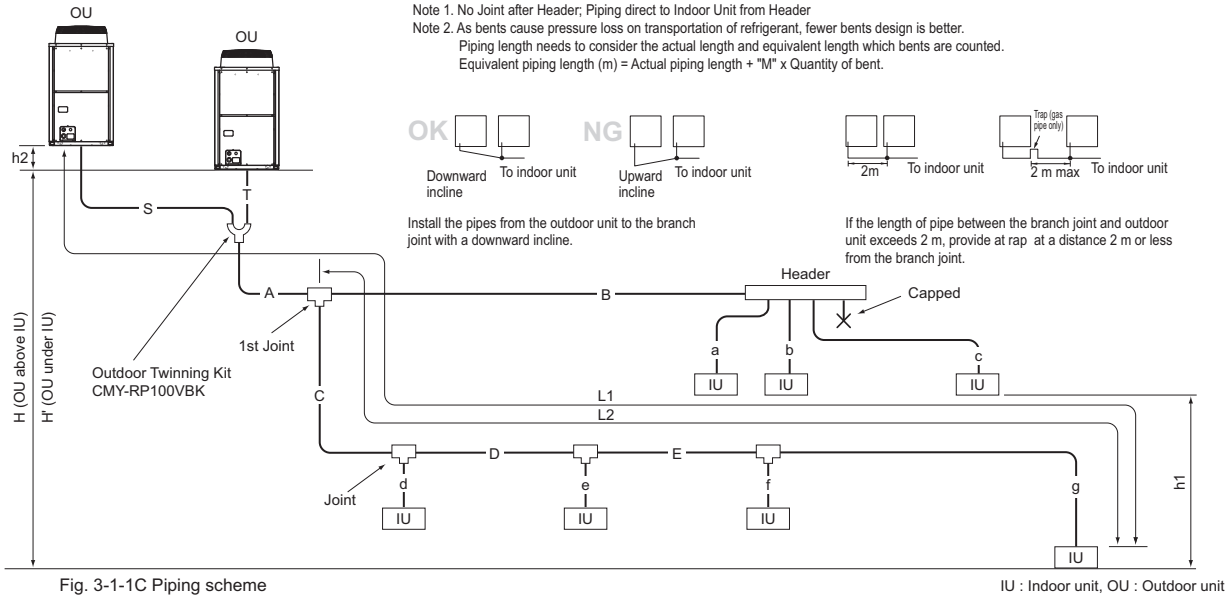 OU
OU
Note 1. No Joint after Header; Piping direct to Indoor Unit from Header
Note 2. As bents cause pressure loss on transportation of refrigerant, fewer bents design is better.
Piping length needs to consider the actual length and equivalent length which bents are counted.
Equivalent piping length (m) = Actual piping length + "M" x Quantity of bent.
OK
NG
Trap (gas
pipe only)
Downward
incline
To indoor unit
Upward
incline
To indoor unit
2m
To indoor unit
2 m max
To indoor unit
Install the pipes from the outdoor unit to the branch
joint with a downward incline.
If the length of pipe between the branch joint and outdoor
unit exceeds 2 m, provide at rap at a distance 2 m or less
from the branch joint.
h2
S
T
A
B
Header
Capped
1st Joint
Outdoor Twinning Kit
CMY-RP100VBK
H (OU above IU)
H' (OU under IU)
a
b
c
IU
IU
IU
C
L1
L2
D
E
Joint
d
e
f
g
IU
IU
IU
IU
h1
Fig. 3-1-1C Piping scheme
IU : Indoor unit, OU : Outdoor unit